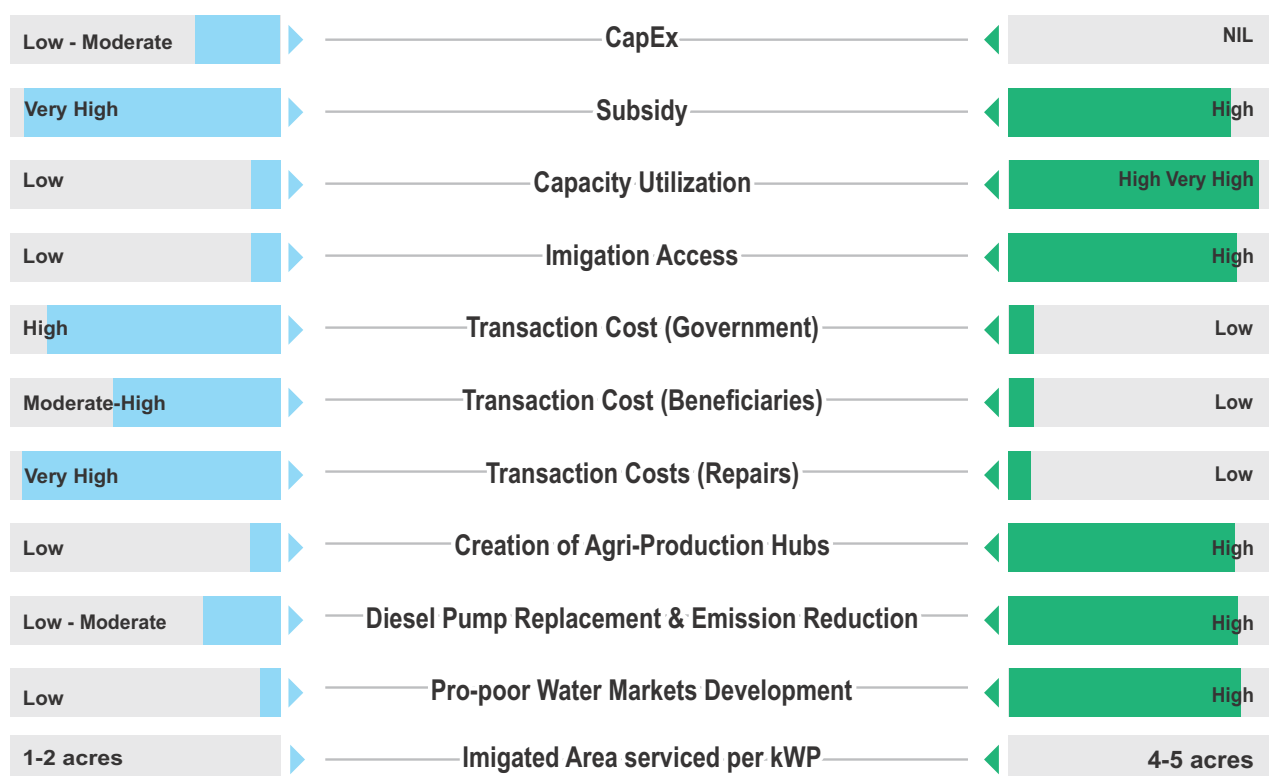 Low - Moderate CapEx NIL
Very High Subsidy High
Low Capacity Utilization High Very High
Low Imigation Access High
High Transaction Cost (Government) Low
Moderate-High Transaction Cost (Beneficiaries) Low
Very High Transaction Costs (Repairs) Low
Low Creation of Agri-Production Hubs High
Low - Moderate Diesel Pump Replacement & Emission Reduction High
Low Pro-poor Water Markets Development High
1-2 acres Imigated Area serviced per kWP 4-5 acres